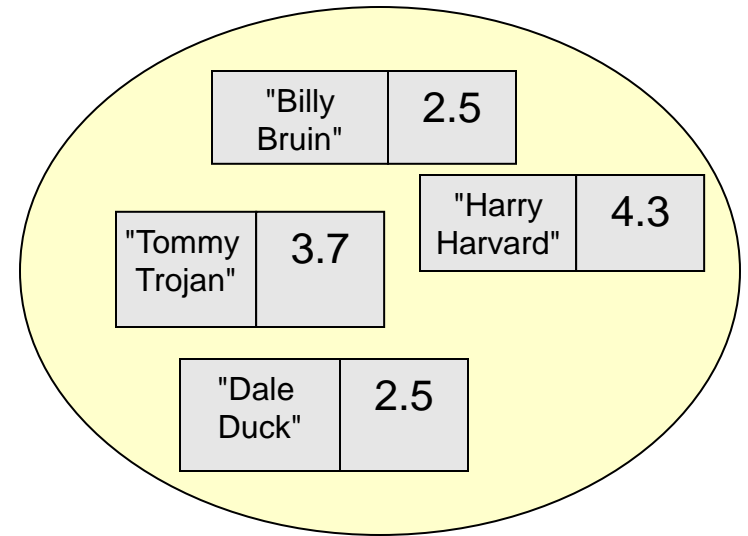 "Billy
Bruin"
2.5
"Harry
Harvard"
4.3
"Tommy
Trojan"
3.7
"Dale
Duck"
2.5